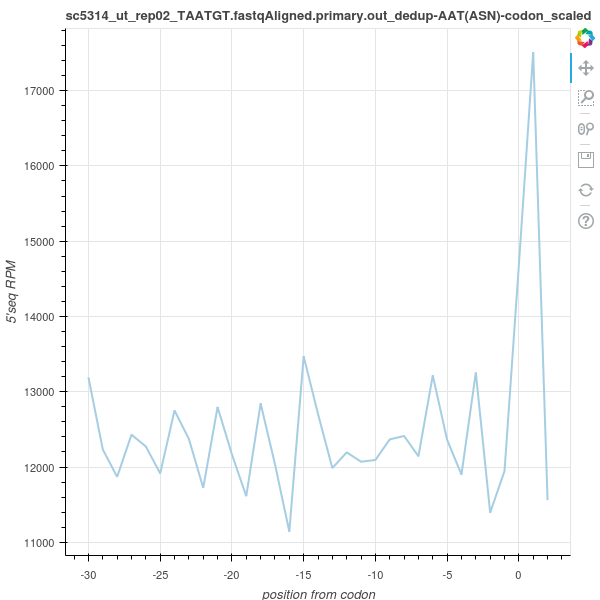 sc5314_ut_rep02_TAATGT.fastqAligned.primary.out_dedup-AAT(ASN)-codon_scaled
17000
16000
15000
14000
13000
12000
11000
5'seq RPM
-30 -25 -20 -15 -10 -5 0
position from codon